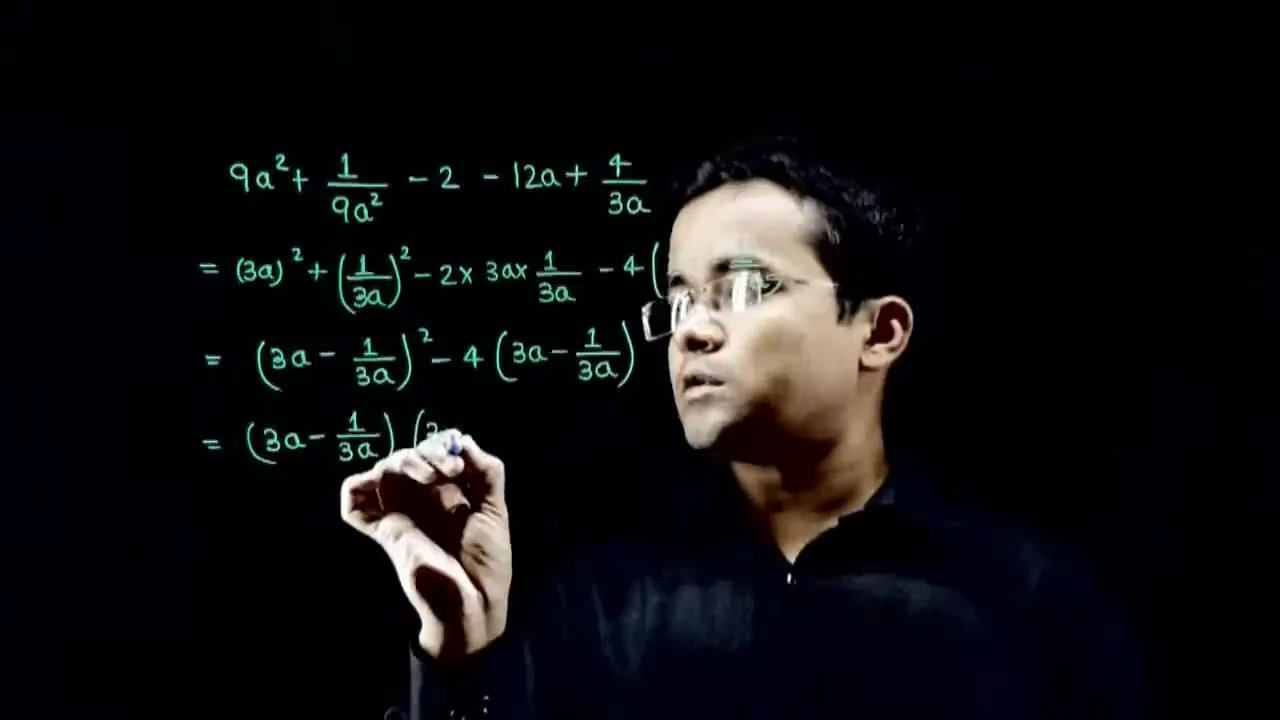 9a² + 1/9a² - 2 - 12a + 4/3a
= (3a)² + (1/3a)² - 2 × 3a × 1/3a - 4(
= (3a - 1/3a)² - 4(3a - 1/3a)
= (3a - 1/3a)(3